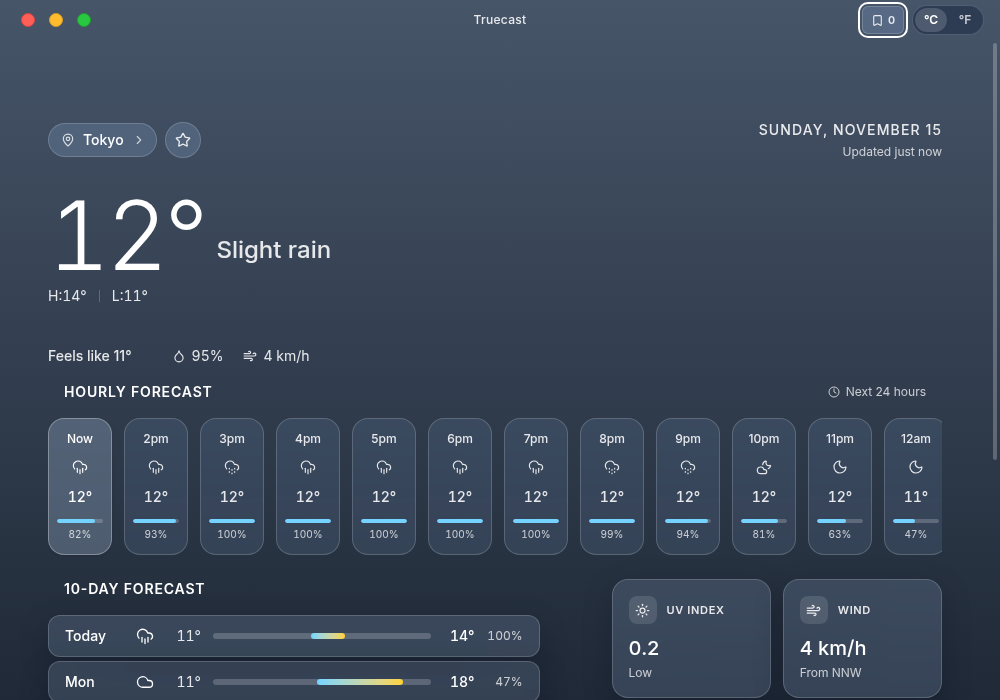 Truecast
0
°C
°F
Tokyo
SUNDAY, NOVEMBER 15
Updated just now
12°
Slight rain
H:14°
L:11°
Feels like 11°
95%
4 km/h
HOURLY FORECAST
Next 24 hours
Now 2pm 3pm 4pm 5pm 6pm 7pm 8pm 9pm 10pm 11pm 12am
12° 12° 12° 12° 12° 12° 12° 12° 12° 12° 12° 11°
82% 93% 100% 100% 100% 100% 100% 99% 94% 81% 63% 47%
10-DAY FORECAST
Today 11° 14° 100%
Mon 11° 18° 47%
UV INDEX
0.2
Low
WIND
4 km/h
From NNW